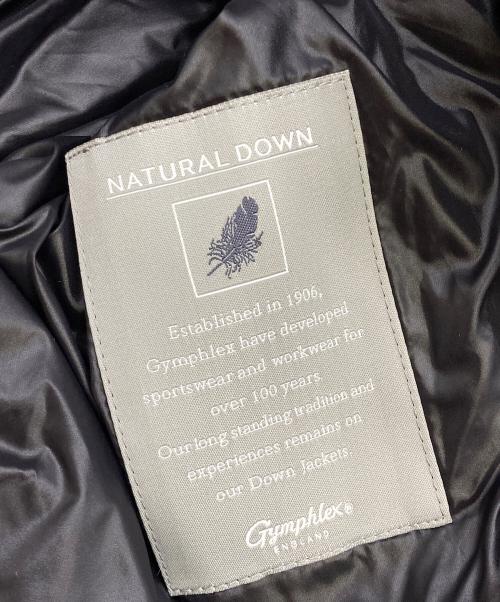 NATURAL DOWN
Established in 1906,
Gymphlex have developed
sportswear and workwear for
over 100 years.
Our long standing tradition and
experiences remains on
our Down Jackets.
Gymphlex®
ENGLAND